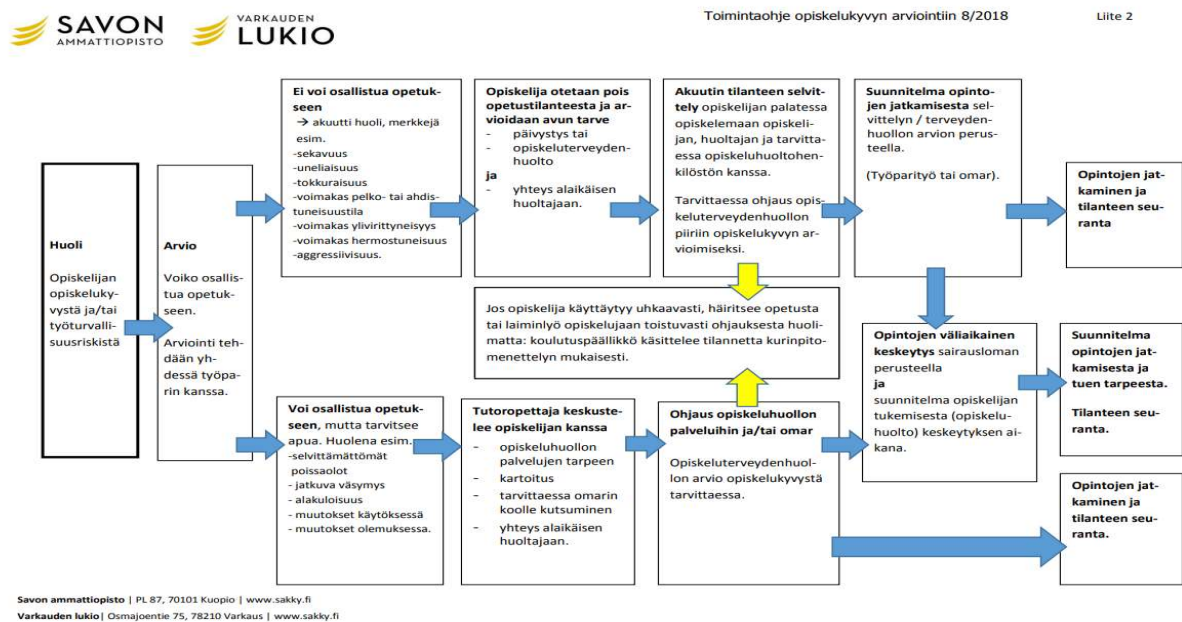 SAVON
AMMATTIOPISTO
VARKAUDEN
LUKIO
Toimintaohje opiskelukyvyn arviointiin 8/2018
Liite 2
Huoli
Opiskelijan
opiskeluky-
vystä ja/tai
työturvalli-
suusriskistä
Arvio
Voiko osallis-
tua opetuk-
seen.
Arviointi teh-
dään yh-
dessä työpa-
rin kanssa.
Ei voi osallistua opetuk-
seen
→ akuutti huoli, merkkejä
esim.
-sekavuus
-uneliaisuus
-tokkuraisuus
-voimakas pelko- tai ahdis-
tuneisuustila
-voimakas ylivirittyneisyys
-voimakas hermostuneisuus
-aggressiivisuus.
Opiskelija otetaan pois
opetustilanteesta ja ar-
vioidaan avun tarve
- päivystys tai
- opiskeluterveyden-
huolto
ja
- yhteys alaikäisen
huoltajaan.
Akuutin tilanteen selvit-
tely opiskelijan palatessa
opiskelemaan opiskeli-
jan, huoltajan ja tarvitta-
essa opiskeluhuoltohen-
kilöstön kanssa.
Tarvittaessa ohjaus opis-
keluterveydenhuollon
piiriin opiskelukyvyn ar-
vioimiseksi.
Suunnitelma opinto-
jen jatkamisesta sel-
vittelyn / terveyden-
huollon arvion perus-
teella.
(Työparityö tai omar).
Opintojen jat-
kaminen ja
tilanteen seu-
ranta
Jos opiskelija käyttäytyy uhkaavasti, häiritsee opetusta
tai laiminlyö opiskelujaan toistuvasti ohjauksesta huoli-
matta: koulutuspäällikkö käsittelee tilannetta kurinpito-
menettelyn mukaisesti.
Voi osallistua opetuk-
seen, mutta tarvitsee
apua. Huolena esim.
-selvittämättömät
poissaolot
- jatkuva väsymys
- alakuloisuus
- muutokset käytöksessä
- muutokset olemuksessa.
Tutoropettaja keskuste-
lee opiskelijan kanssa
- opiskeluhuollon
palvelujen tarpeen
- kartoitus
- tarvittaessa omarin
koolle kutsuminen
- yhteys alaikäisen
huoltajaan.
Ohjaus opiskeluhuollon
palveluihin ja/tai omar
Opiskeluterveydenhuol-
lon arvio opiskelukyvystä
tarvittaessa.
Opintojen väliaikainen
keskeytys sairausloman
perusteella
ja
suunnitelma opiskelijan
tukemisesta (opiskelu-
huolto) keskeytyksen ai-
kana.
Suunnitelma
opintojen jat-
kamisesta ja
tuen tarpeesta.
Tilanteen seu-
ranta.
Opintojen jat-
kaminen ja
tilanteen seu-
ranta.
Savon ammattiopisto | PL 87, 70101 Kuopio | www.sakky.fi
Varkauden lukio | Osmajoentie 75, 78210 Varkaus | www.sakky.fi